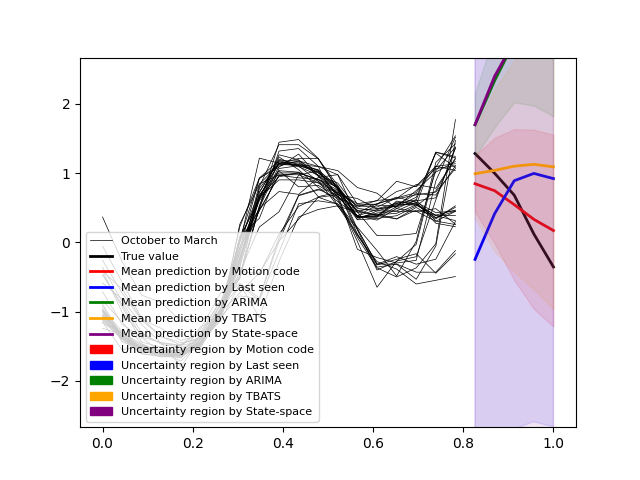 2
1
0
−1
−2
October to March
True value
Mean prediction by Motion code
Mean prediction by Last seen
Mean prediction by ARIMA
Mean prediction by TBATS
Mean prediction by State-space
Uncertainty region by Motion code
Uncertainty region by Last seen
Uncertainty region by ARIMA
Uncertainty region by TBATS
Uncertainty region by State-space
0.0 0.2 0.4 0.6 0.8 1.0